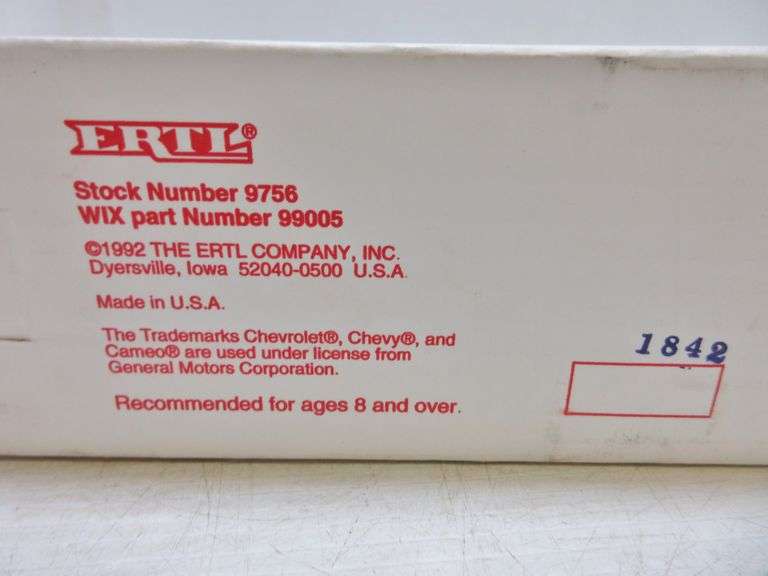 ERTL®
Stock Number 9756
WIX part Number 99005
©1992 THE ERTL COMPANY, INC.
Dyersville, Iowa 52040-0500 U.S.A.
Made in U.S.A.
The Trademarks Chevrolet®, Chevy®, and
Cameo® are used under license from
General Motors Corporation.
1842
Recommended for ages 8 and over.